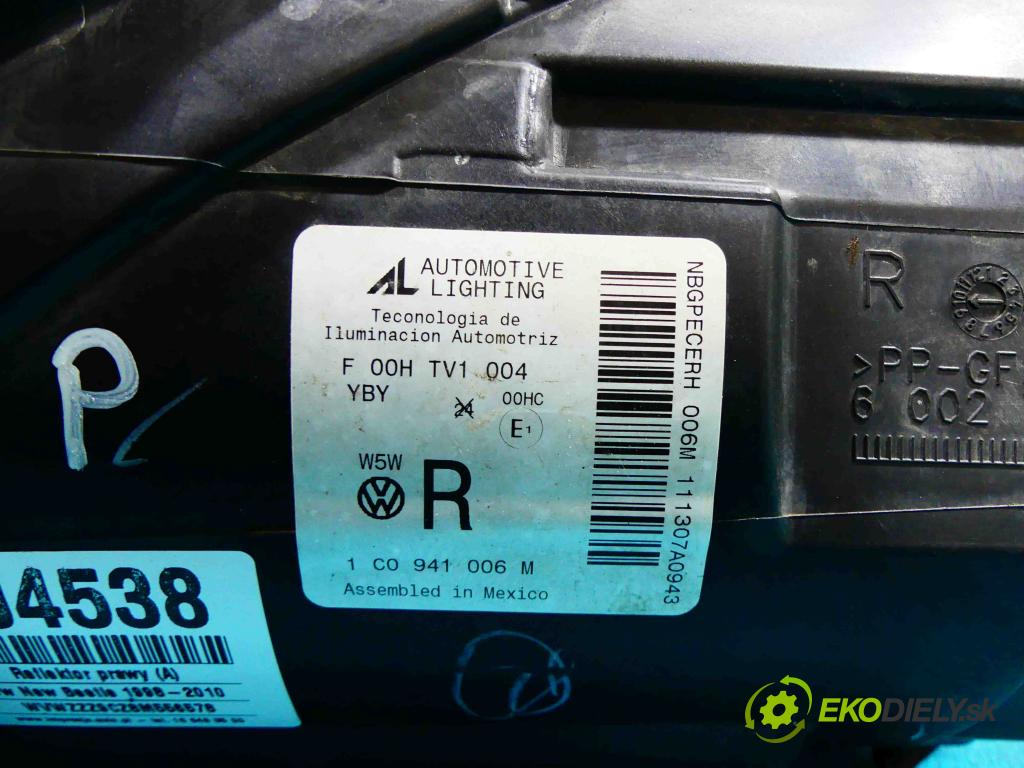 AL AUTOMOTIVE
LIGHTING
Teconologia de
Iluminacion Automotriz
F 00H TV1 004
YBY 24 00HC
E1
W5W
R
1 C0 941 006 M
Assembled in Mexico
NBGPECERH 006M 111307A0943
R
>PP-GF
6 002
P
4538
Reflektor prawy (A)
New Beetle 1998-2010
EKODIELY.sk